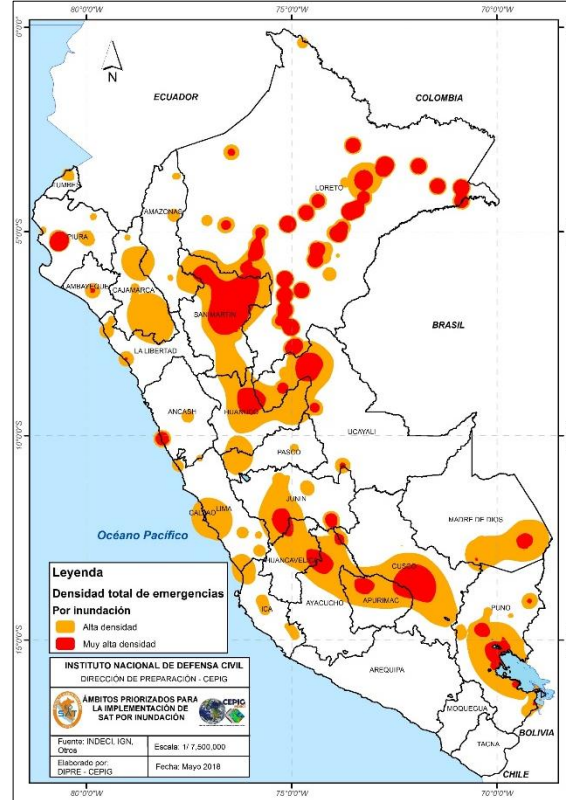 80°0'0"O
75°0'0"O
70°0'0"O
0°0'0"
N
ECUADOR
COLOMBIA
TUMBES
LORETO
AMAZONAS
5°0'0"S
PIURA
LAMBAYEQUE
CAJAMARCA
SAN MARTIN
BRASIL
LA LIBERTAD
ANCASH
HUANUCO
10°0'0"S
UCAYALI
PASCO
JUNIN
CALLAO
LIMA
MADRE DE DIOS
Océano Pacífico
HUANCAVELICA
CUSCO
AYACUCHO
APURIMAC
ICA
PUNO
15°0'0"S
AREQUIPA
MOQUEGUA
BOLIVIA
TACNA
CHILE
Leyenda
Densidad total de emergencias
Por inundación
Alta densidad
Muy alta densidad
INSTITUTO NACIONAL DE DEFENSA CIVIL
DIRECCIÓN DE PREPARACIÓN - CEPIG
SAT
ÁMBITOS PRIORIZADOS PARA
LA IMPLEMENTACIÓN DE
SAT POR INUNDACIÓN
CEPIG
Fuente: INDECI, IGN,
Otros
Escala: 1/ 7,500,000
Elaborado por:
DIPRE - CEPIG
Fecha: Mayo 2018
80°0'0"O
75°0'0"O
70°0'0"O